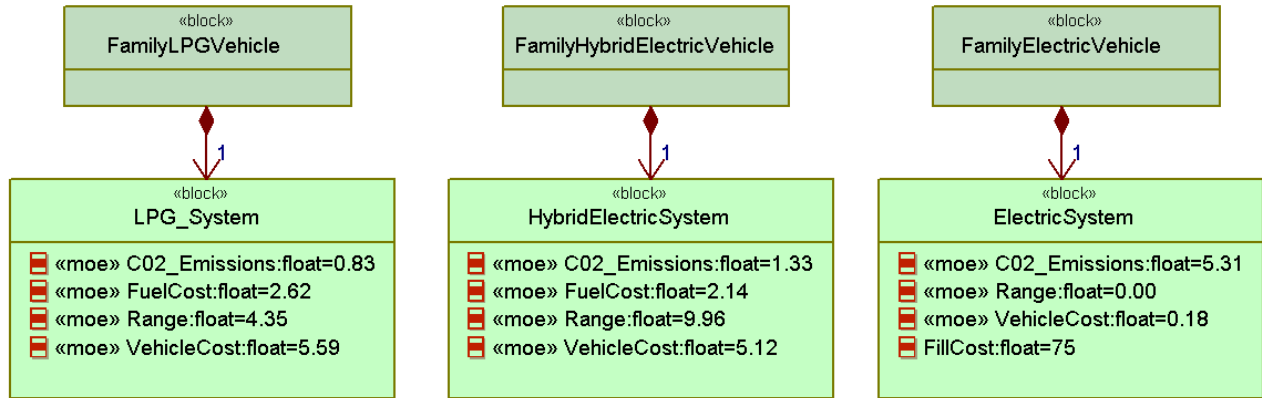 «block»
FamilyLPGVehicle
1
«block»
LPG_System
«moe» C02_Emissions:float=0.83
«moe» FuelCost:float=2.62
«moe» Range:float=4.35
«moe» VehicleCost:float=5.59
«block»
FamilyHybridElectricVehicle
1
«block»
HybridElectricSystem
«moe» C02_Emissions:float=1.33
«moe» FuelCost:float=2.14
«moe» Range:float=9.96
«moe» VehicleCost:float=5.12
«block»
FamilyElectricVehicle
1
«block»
ElectricSystem
«moe» C02_Emissions:float=5.31
«moe» Range:float=0.00
«moe» VehicleCost:float=0.18
FillCost:float=75